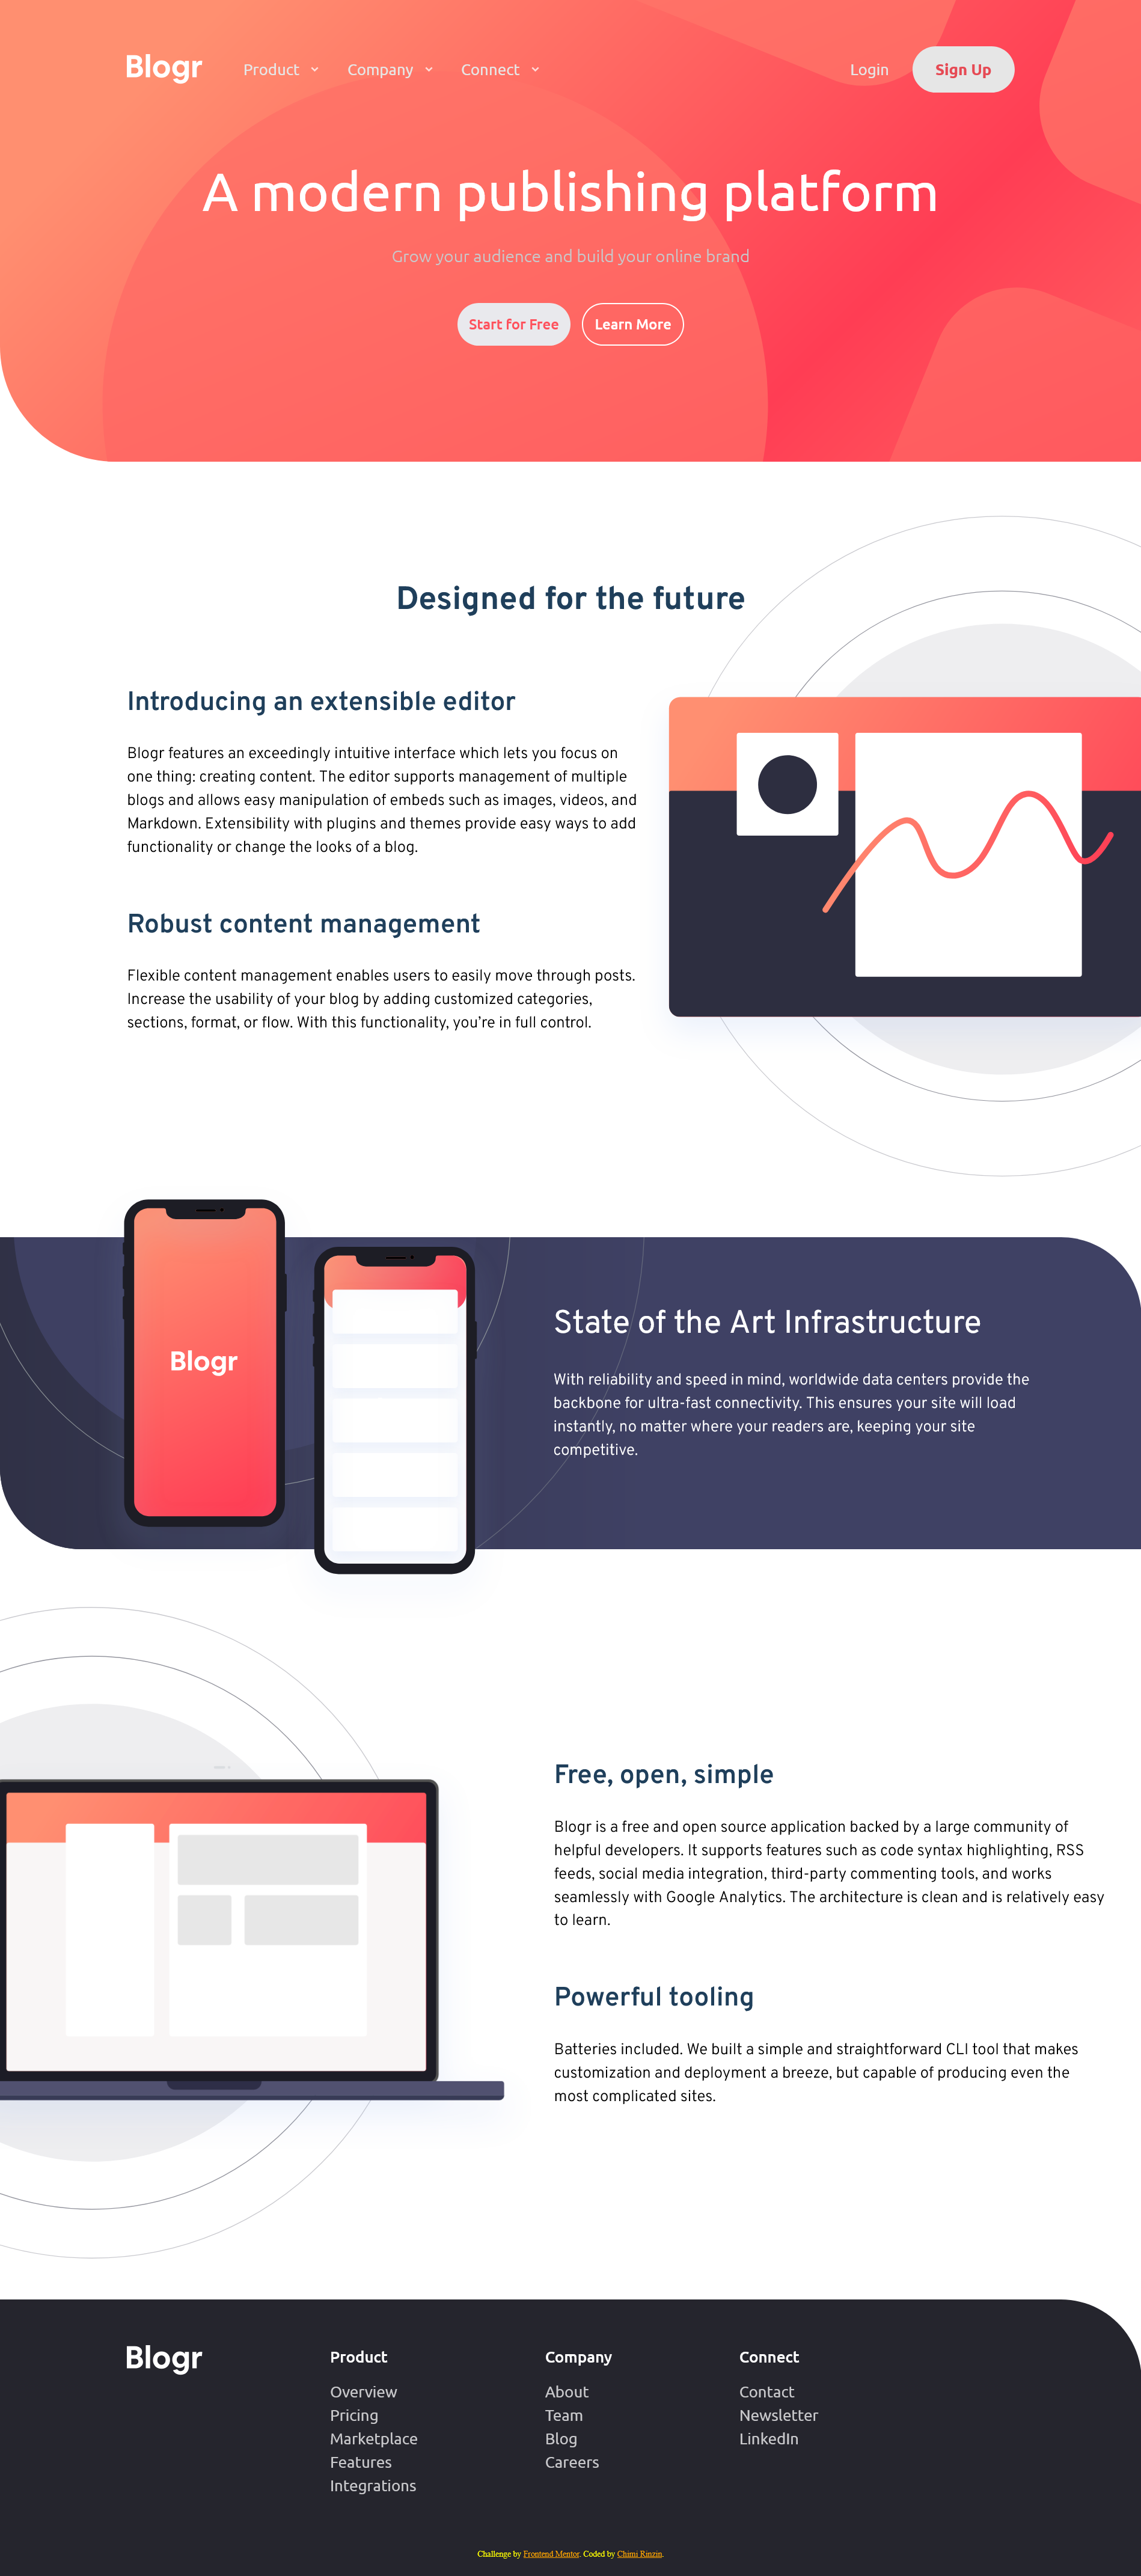 Blogr Product Company Connect Login Sign Up
A modern publishing platform
Grow your audience and build your online brand
Start for Free Learn More
Designed for the future
Introducing an extensible editor
Blogr features an exceedingly intuitive interface which lets you focus on
one thing: creating content. The editor supports management of multiple
blogs and allows easy manipulation of embeds such as images, videos, and
Markdown. Extensibility with plugins and themes provide easy ways to add
functionality or change the looks of a blog.
Robust content management
Flexible content management enables users to easily move through posts.
Increase the usability of your blog by adding customized categories,
sections, format, or flow. With this functionality, you’re in full control.
Blogr
State of the Art Infrastructure
With reliability and speed in mind, worldwide data centers provide the
backbone for ultra-fast connectivity. This ensures your site will load
instantly, no matter where your readers are, keeping your site
competitive.
Free, open, simple
Blogr is a free and open source application backed by a large community of
helpful developers. It supports features such as code syntax highlighting, RSS
feeds, social media integration, third-party commenting tools, and works
seamlessly with Google Analytics. The architecture is clean and is relatively easy
to learn.
Powerful tooling
Batteries included. We built a simple and straightforward CLI tool that makes
customization and deployment a breeze, but capable of producing even the
most complicated sites.
Blogr
Product
Overview
Pricing
Marketplace
Features
Integrations
Company
About
Team
Blog
Careers
Connect
Contact
Newsletter
LinkedIn
Challenge by Frontend Mentor. Coded by Chimi Rinzin.